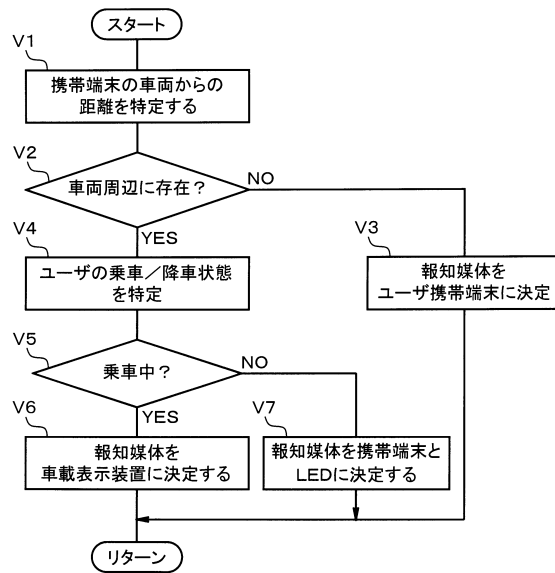 スタート
V1
携帯端末の車両からの
距離を特定する
V2
車両周辺に存在？
NO
YES
V4
ユーザの乗車／降車状態
を特定
V3
報知媒体を
ユーザ携帯端末に決定
V5
乗車中？
NO
YES
V6
報知媒体を
車載表示装置に決定する
V7
報知媒体を携帯端末と
LEDに決定する
リターン